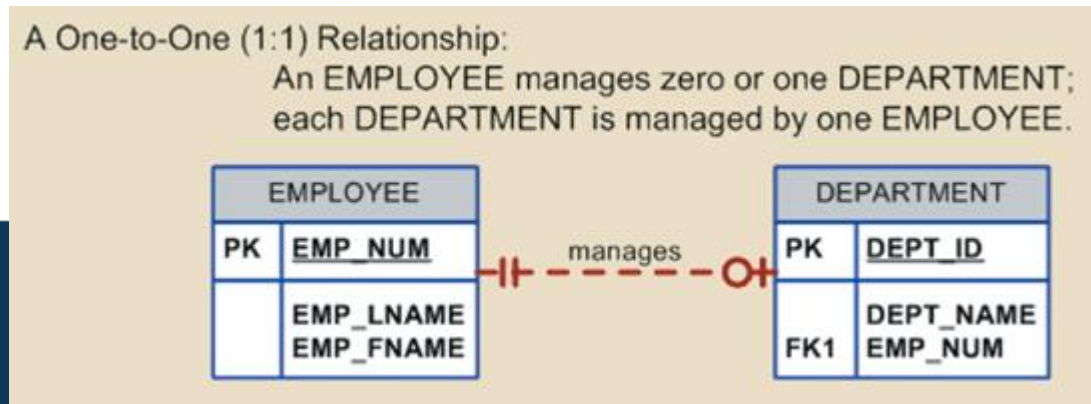 A One-to-One (1:1) Relationship:
An EMPLOYEE manages zero or one DEPARTMENT;
each DEPARTMENT is managed by one EMPLOYEE.
EMPLOYEE
PK EMP_NUM
EMP_LNAME
EMP_FNAME
manages
DEPARTMENT
PK DEPT_ID
DEPT_NAME
FK1 EMP_NUM